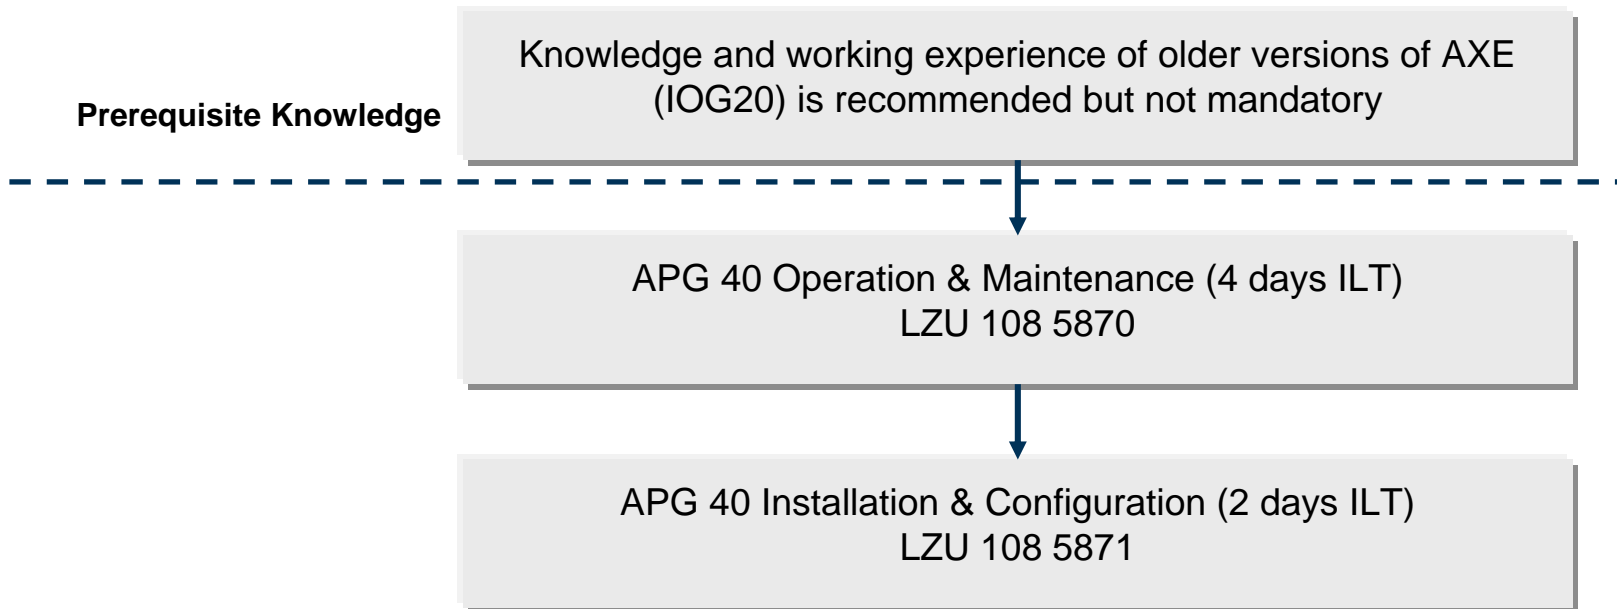 Knowledge and working experience of older versions of AXE
(IOG20) is recommended but not mandatory
Prerequisite Knowledge
APG 40 Operation & Maintenance (4 days ILT)
LZU 108 5870
APG 40 Installation & Configuration (2 days ILT)
LZU 108 5871